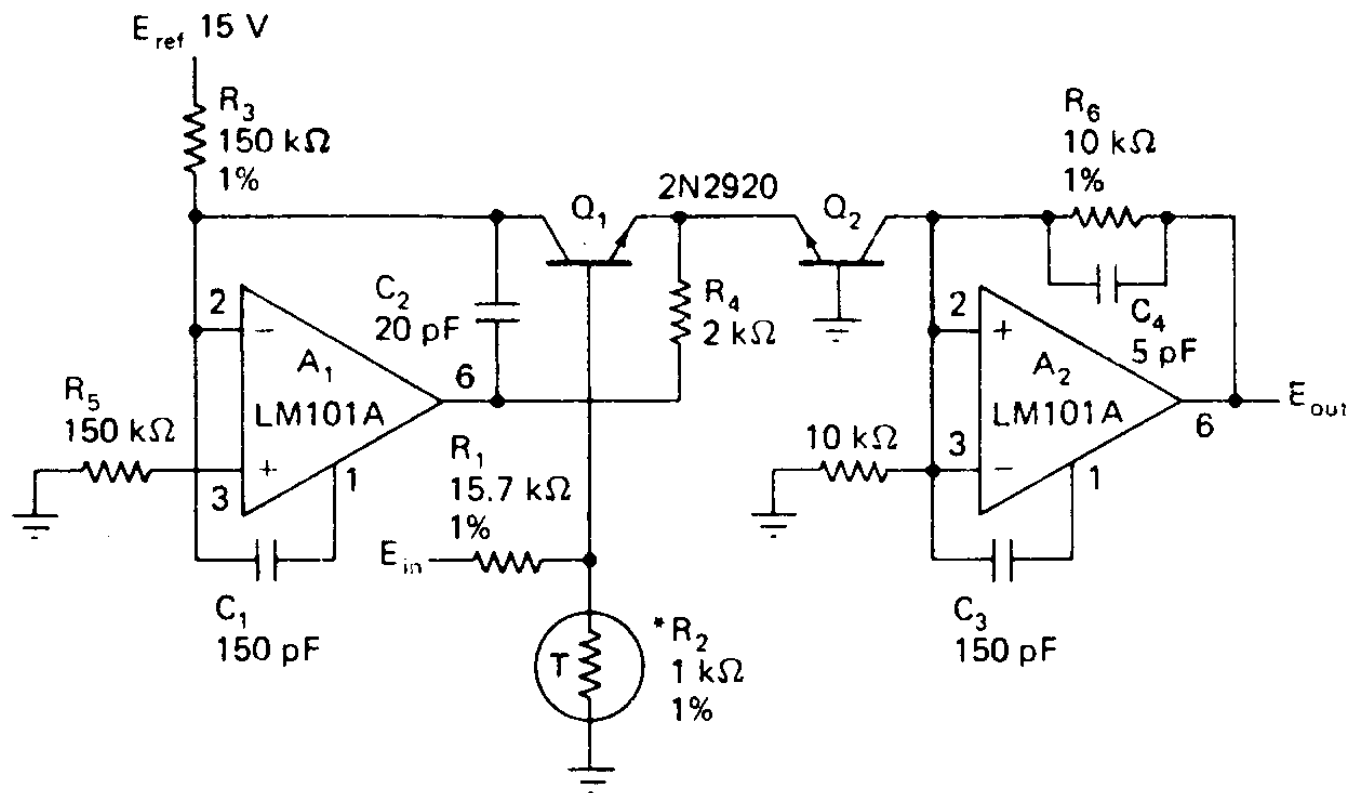 E_ref 15 V
R_3
150 kΩ
1%
R_6
10 kΩ
1%
2N2920
Q_1
Q_2
C_2
20 pF
R_4
2 kΩ
C_4
5 pF
2
−
A_1
LM101A
6
+
3
1
R_5
150 kΩ
2
+
A_2
LM101A
6
−
3
1
E_out
10 kΩ
R_1
15.7 kΩ
1%
E_in
C_1
150 pF
T
*R_2
1 kΩ
1%
C_3
150 pF